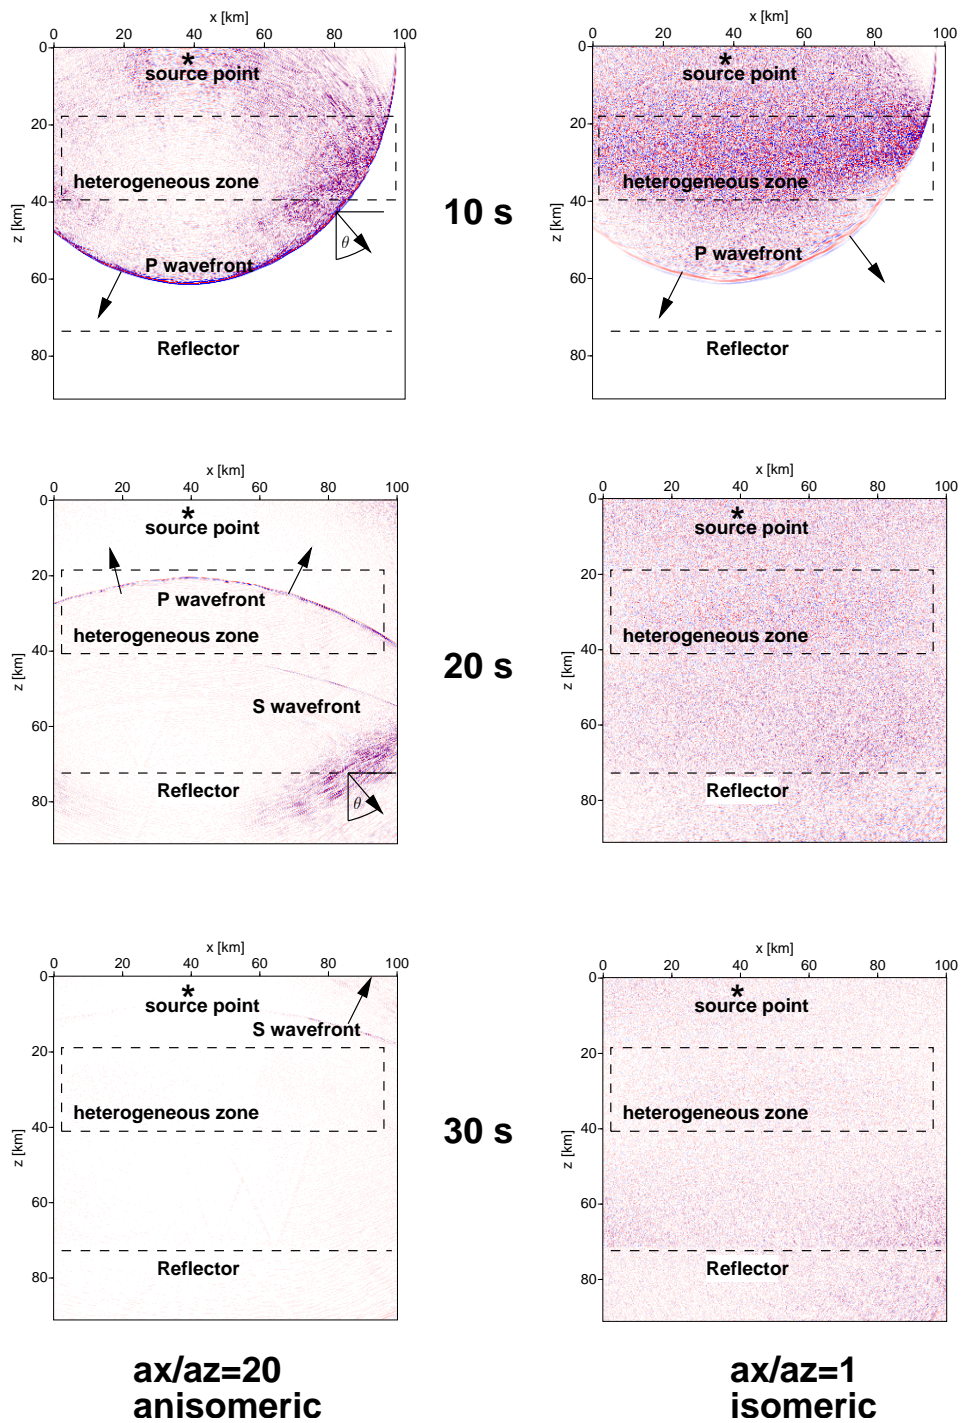 x [km]
0 20 40 60 80 100
0
20
40
60
80
z [km]
*
source point
heterogeneous zone
θ
P wavefront
Reflector
x [km]
0 20 40 60 80 100
0
20
40
60
80
z [km]
*
source point
heterogeneous zone
P wavefront
Reflector
10 s
x [km]
0 20 40 60 80 100
0
20
40
60
80
z [km]
*
source point
P wavefront
heterogeneous zone
S wavefront
Reflector
θ
x [km]
0 20 40 60 80 100
0
20
40
60
80
z [km]
*
source point
heterogeneous zone
Reflector
20 s
x [km]
0 20 40 60 80 100
0
20
40
60
80
z [km]
*
source point
S wavefront
heterogeneous zone
Reflector
x [km]
0 20 40 60 80 100
0
20
40
60
80
z [km]
*
source point
heterogeneous zone
Reflector
30 s
ax/az=20
anisomeric
ax/az=1
isomeric